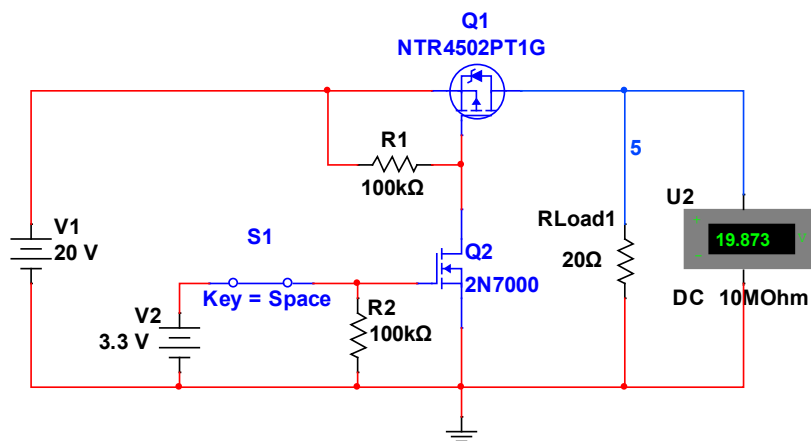 Q1
NTR4502PT1G
R1
100kΩ
5
U2
V1
20 V
S1
Q2
2N7000
RLoad1
20Ω
+
19.873
V
-
Key = Space
R2
100kΩ
V2
3.3 V
DC 10MOhm